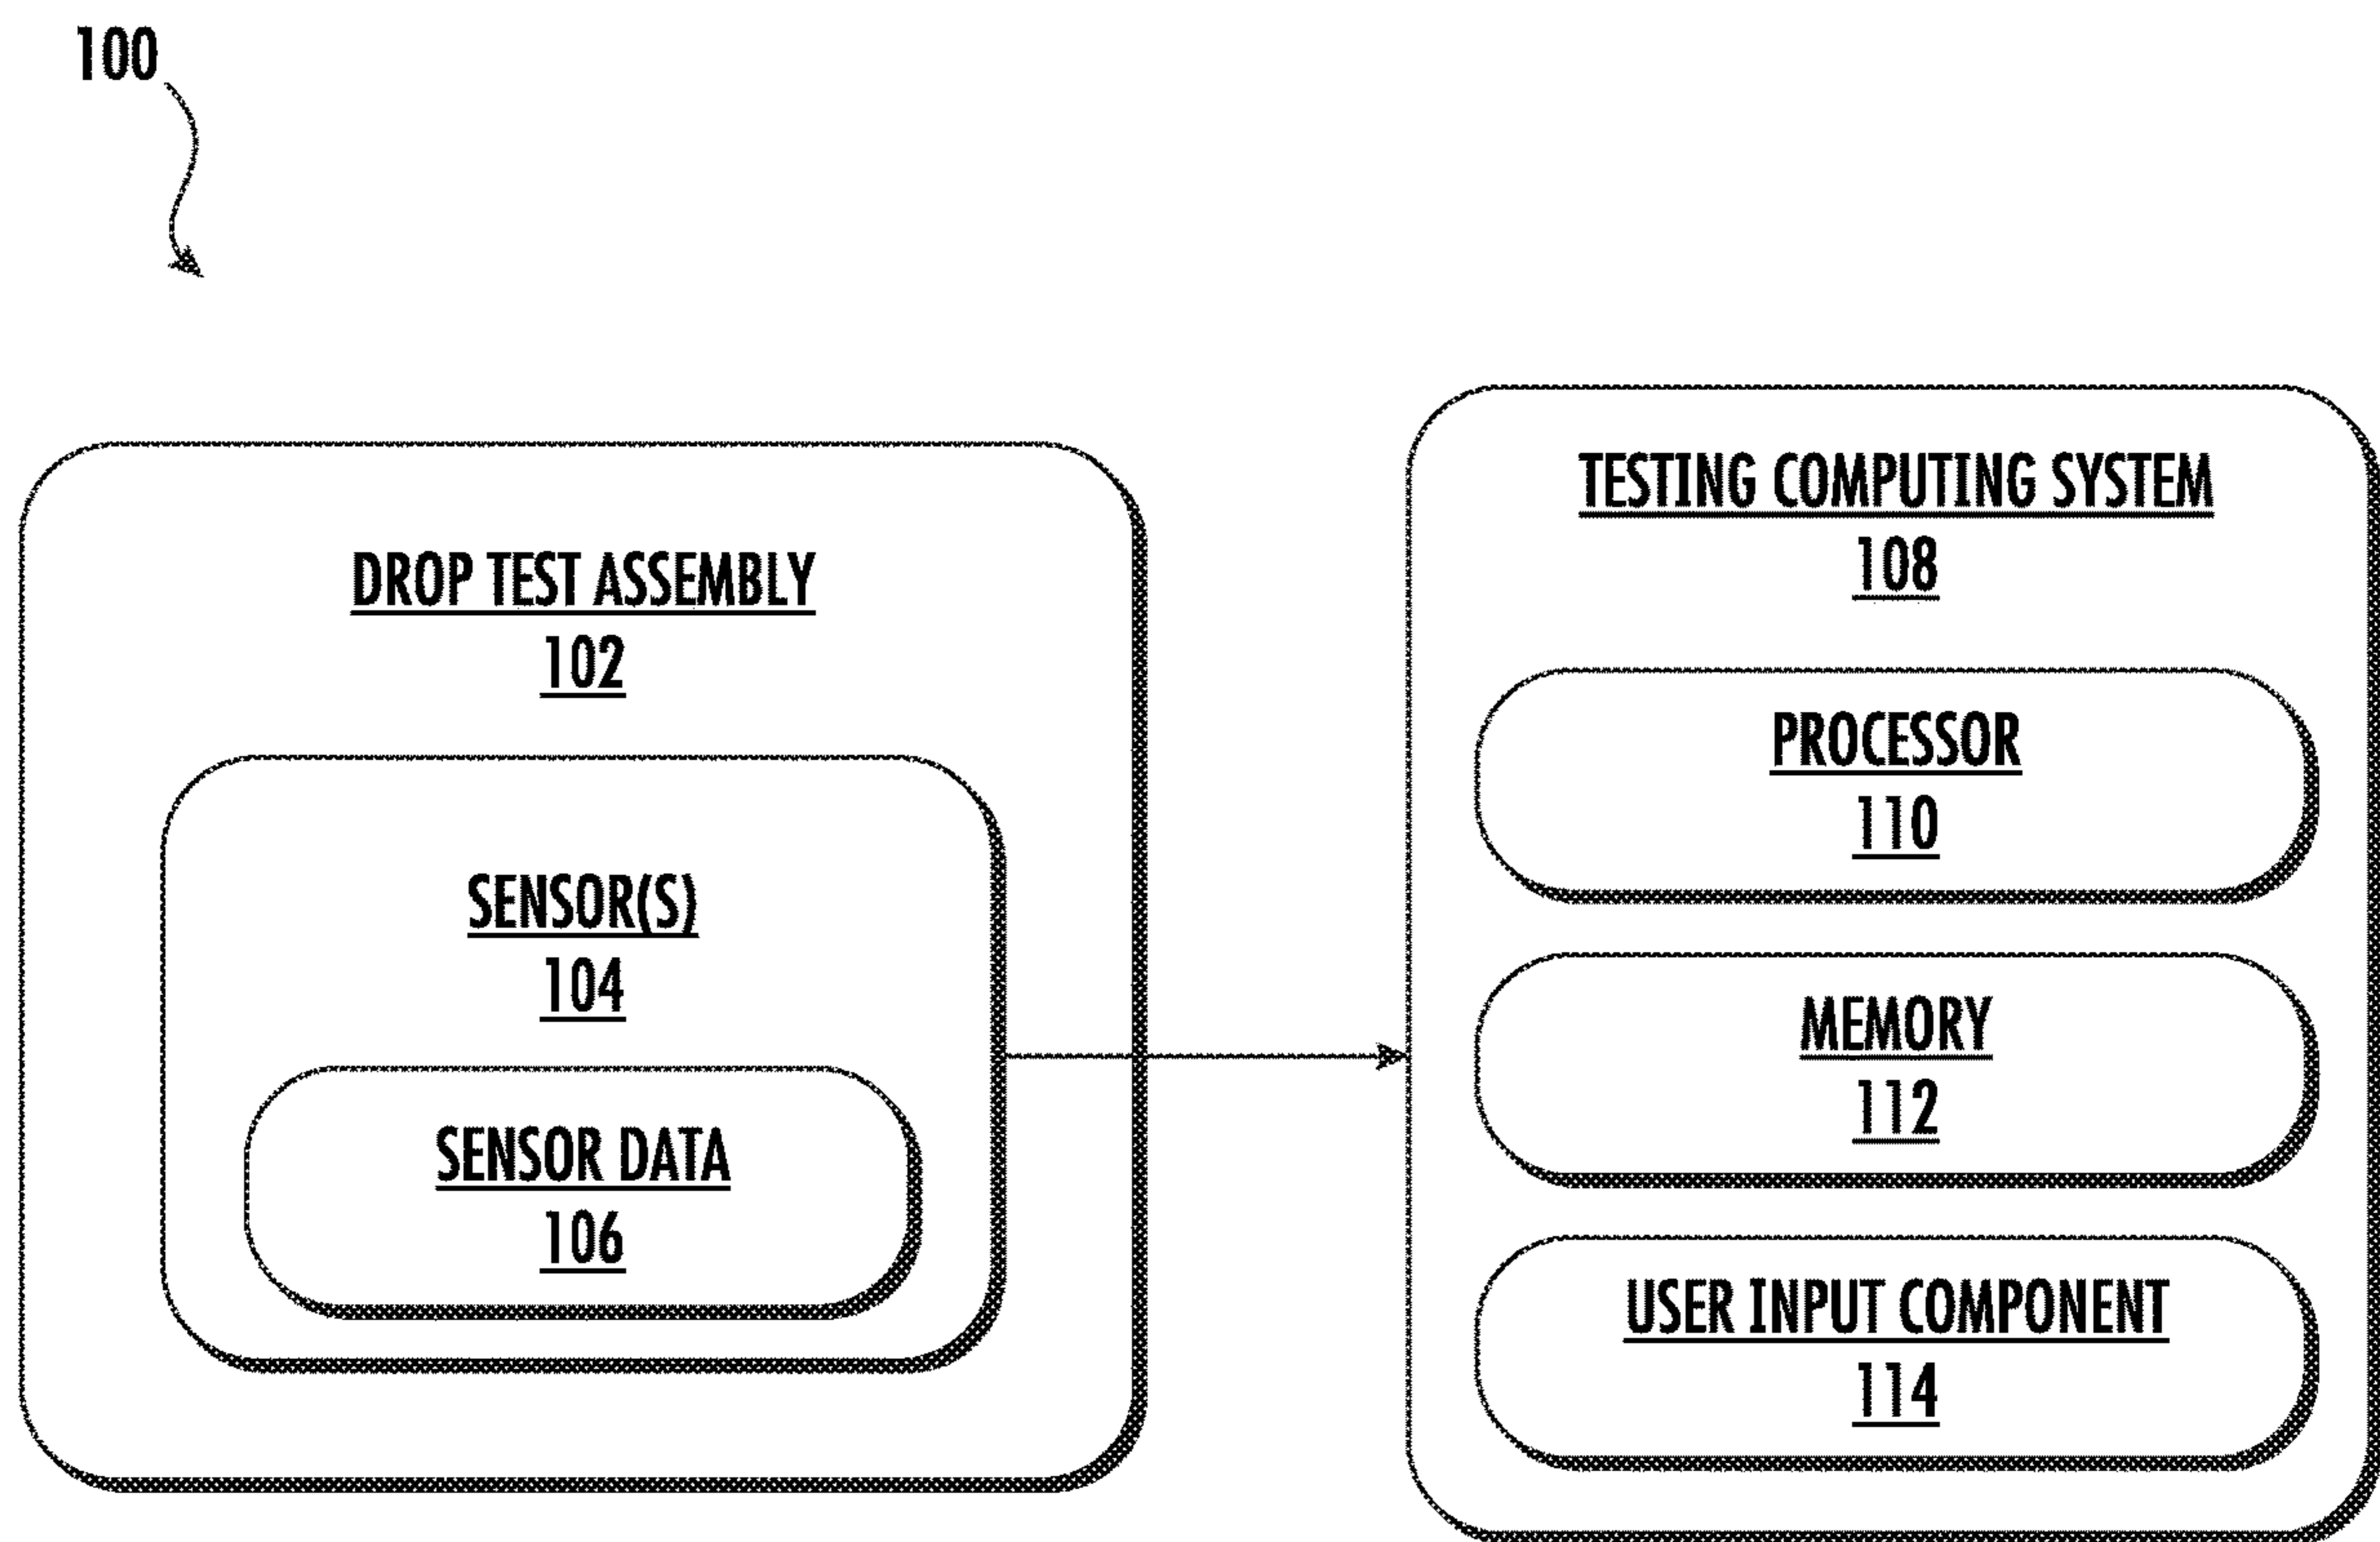 100
DROP TEST ASSEMBLY
102
SENSOR(S)
104
SENSOR DATA
106
TESTING COMPUTING SYSTEM
108
PROCESSOR
110
MEMORY
112
USER INPUT COMPONENT
114